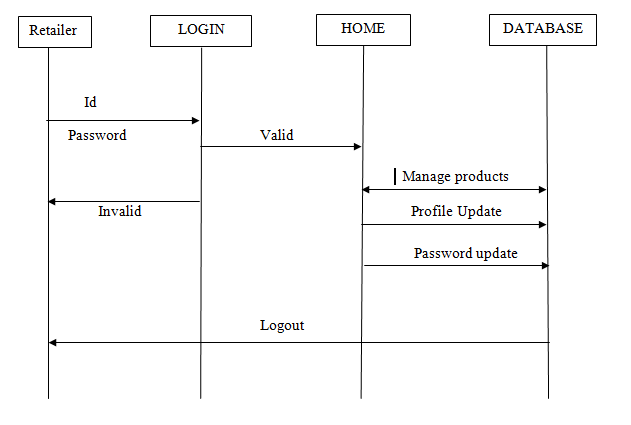 Retailer
LOGIN
HOME
DATABASE
Id
Password
Valid
Manage products
Invalid
Profile Update
Password update
Logout